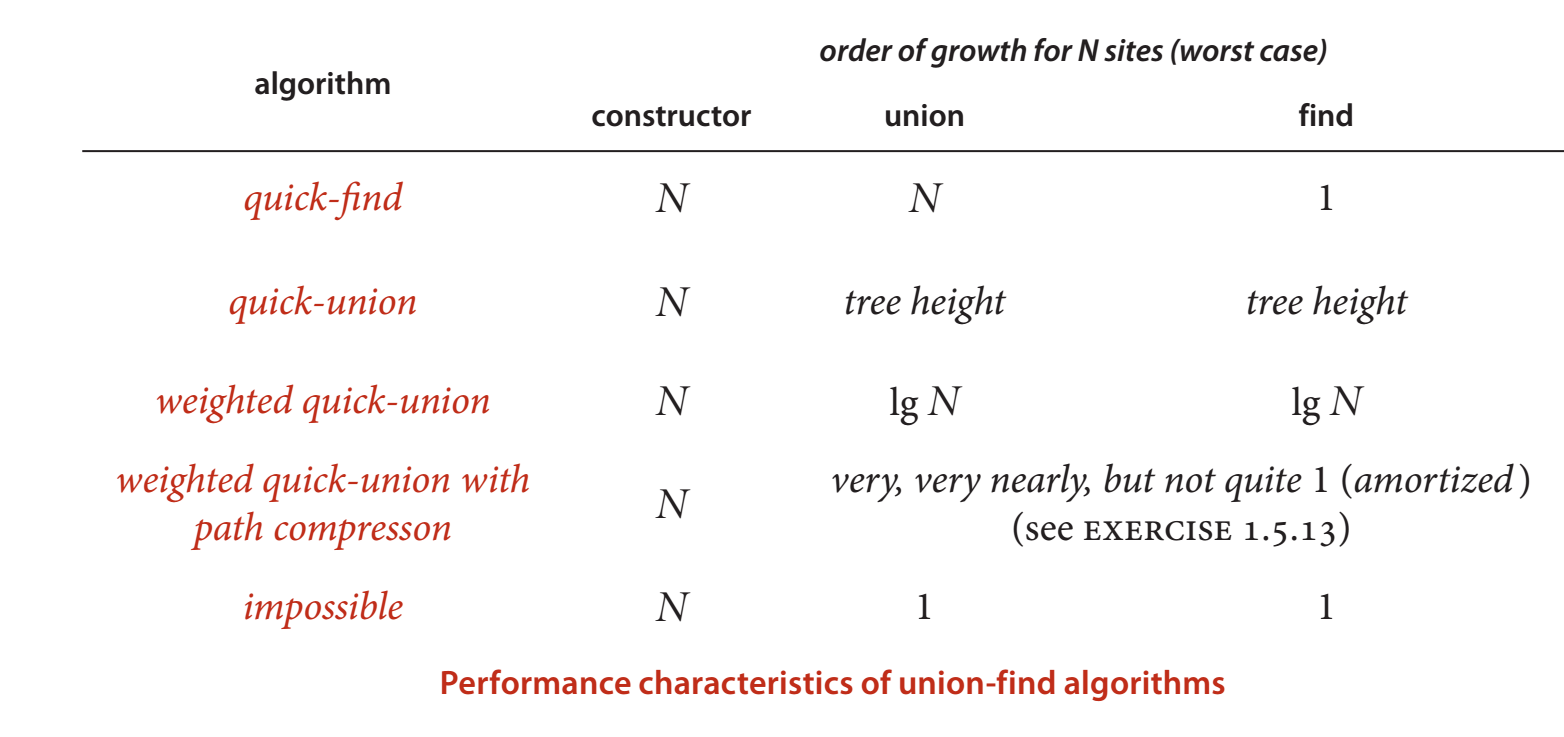 order of growth for N sites (worst case)
algorithm
constructor union find
quick-find N N 1
quick-union N tree height tree height
weighted quick-union N lg N lg N
weighted quick-union with
path compresson
N
very, very nearly, but not quite 1 (amortized)
(see EXERCISE 1.5.13)
impossible N 1 1
Performance characteristics of union-find algorithms